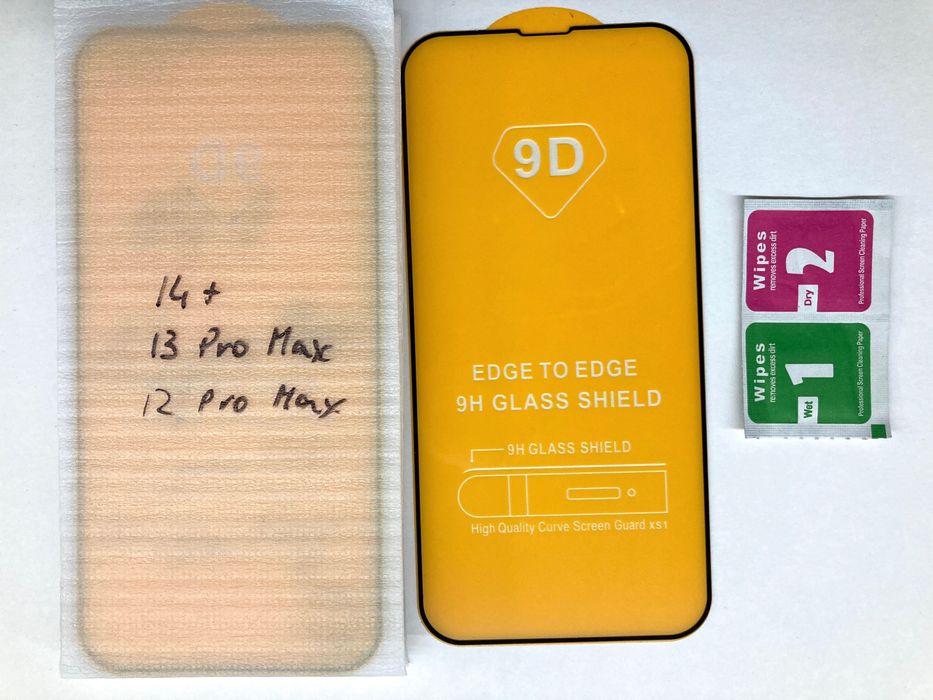 9D
14+
13 Pro Max
12 Pro Max
9D
EDGE TO EDGE
9H GLASS SHIELD
9H GLASS SHIELD
High Quality Curve Screen Guard XS1
Wipes
removes excess dirt
2
Dry
Professional Screen Cleaning Paper
Wipes
removes excess dirt
1
Wet
Professional Screen Cleaning Paper